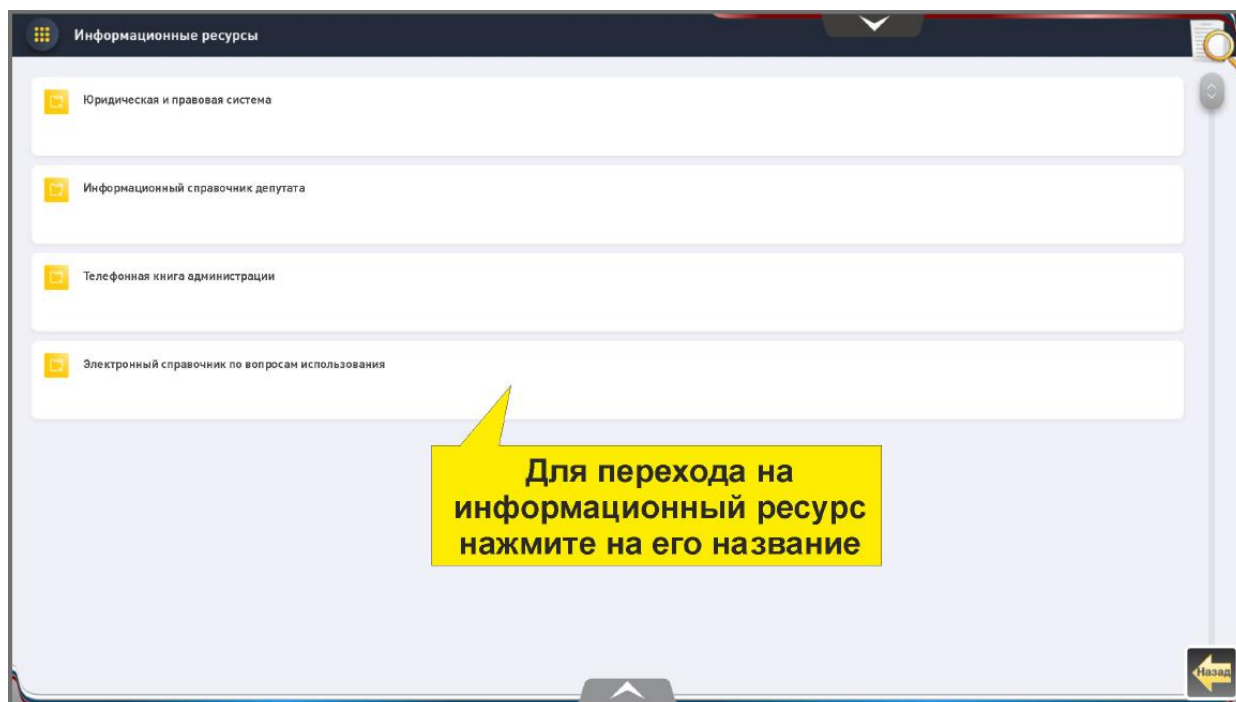 Информационные ресурсы
Юридическая и правовая система
Информационный справочник депутата
Телефонная книга администрации
Электронный справочник по вопросам использования
Для перехода на
информационный ресурс
нажмите на его название
Назад